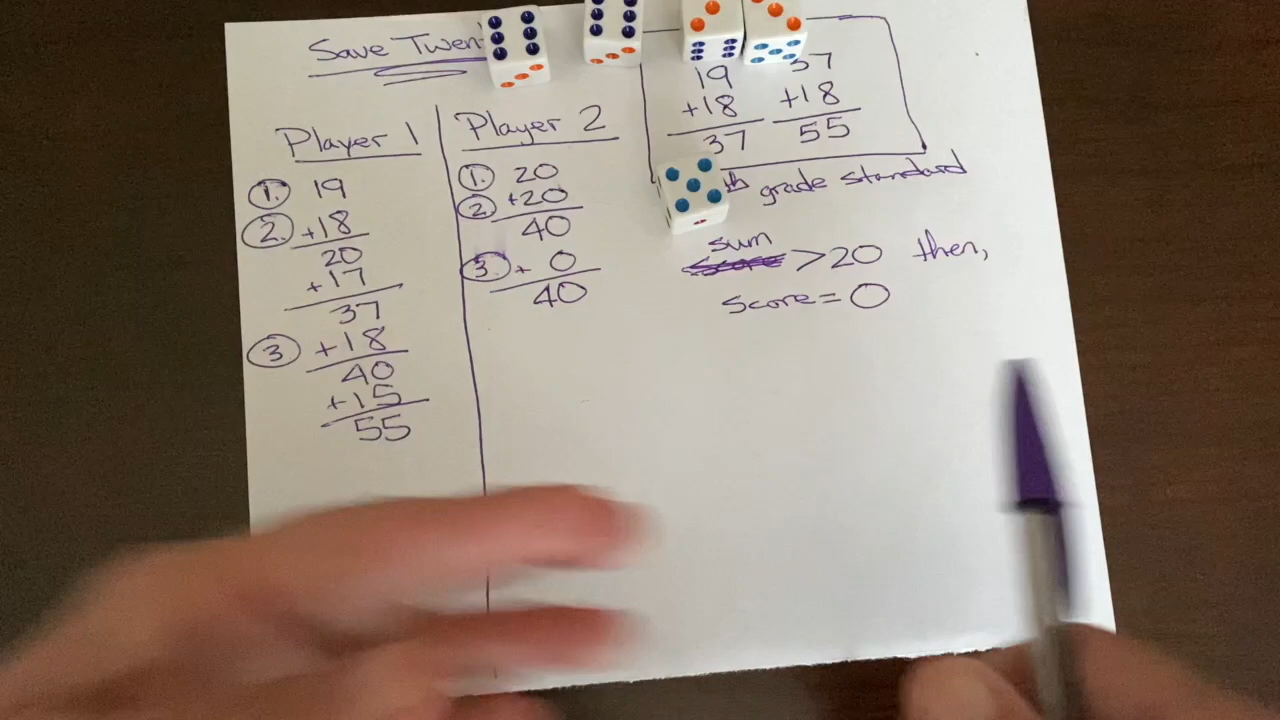 Save Twen
Player 1
1. 19
2. +18
20
+17
37
3 +18
40
+15
55
Player 2
1. 20
2. +20
40
3. + 0
40
19
+18
37
37
+18
55
th grade standard
sum > 20 then,
score = 0